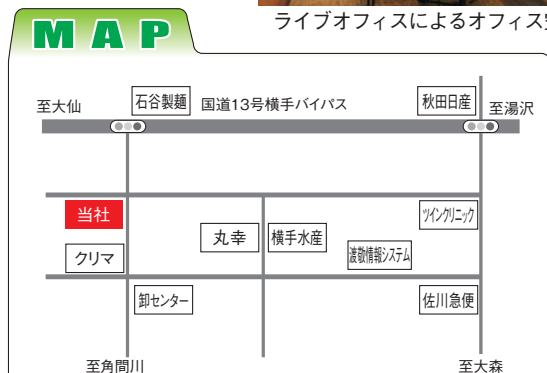 ライブオフィスによるオフィス
MAP
至大仙
石谷製麺
国道13号横手バイパス
秋田日産
至湯沢
当社
丸幸
横手水産
ツインクリニック
クリマ
渡敬情報システム
卸センター
佐川急便
至角間川
至大森